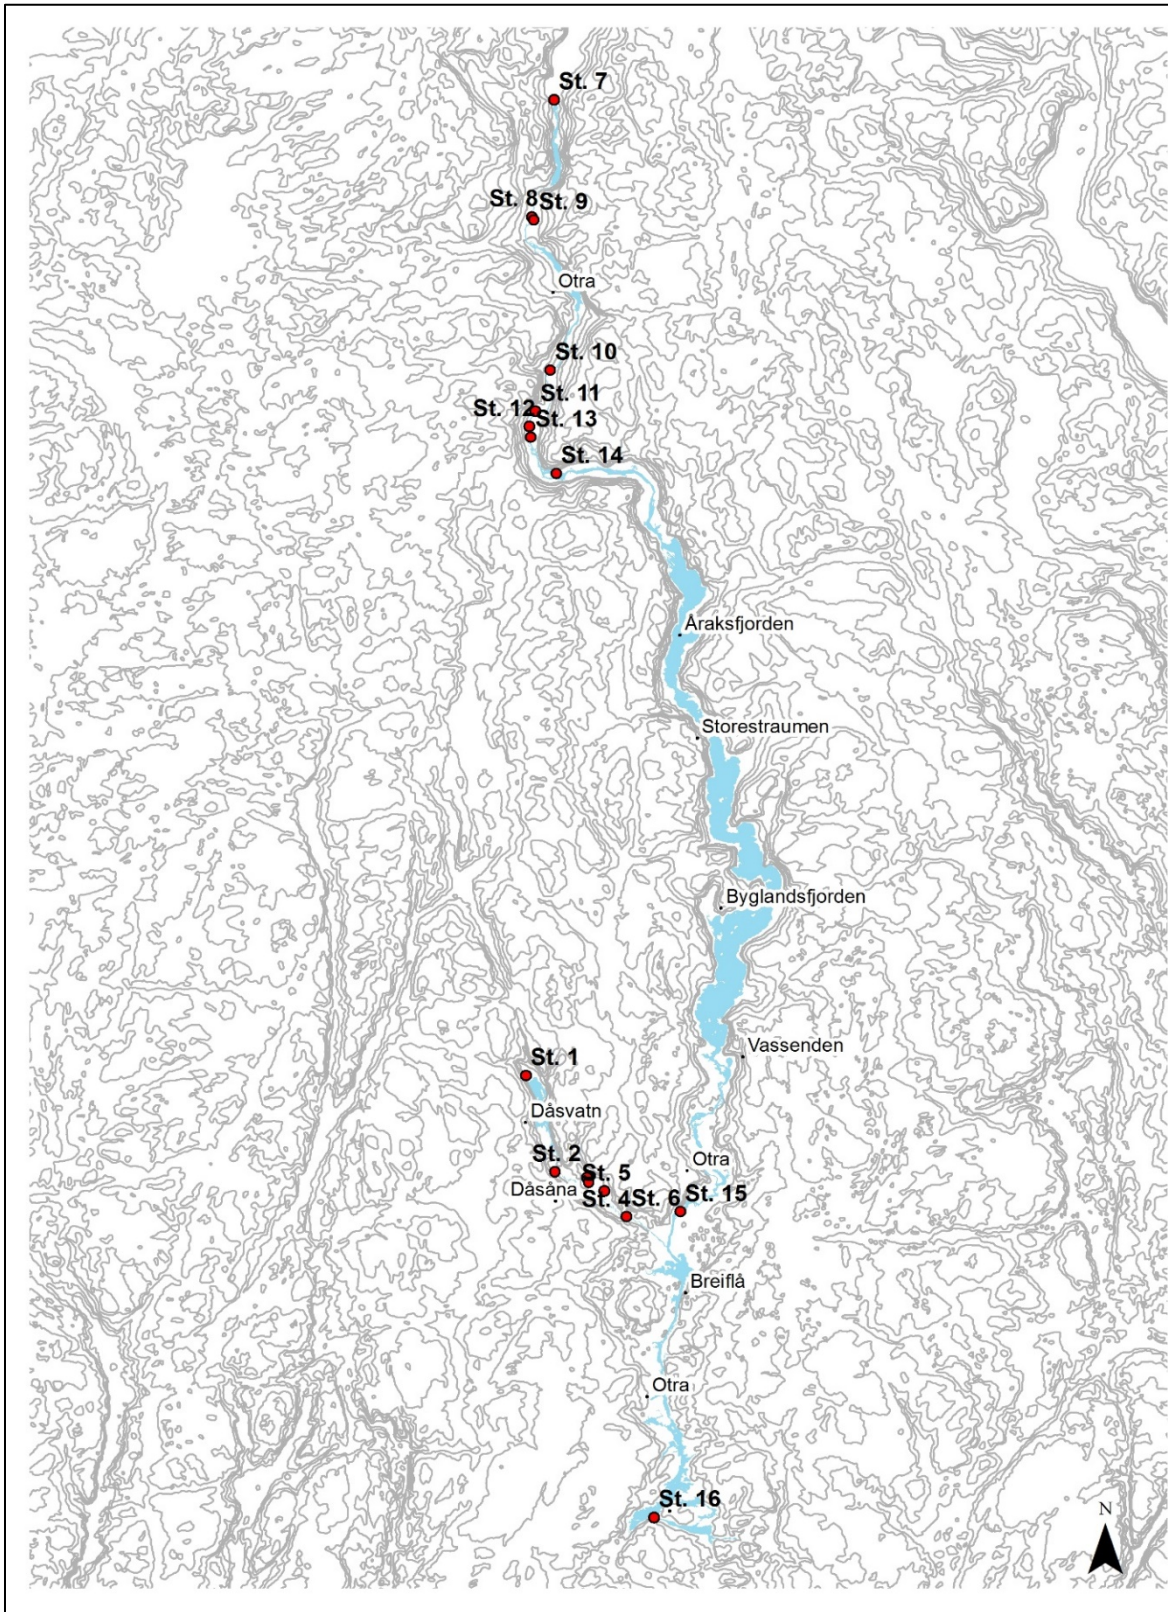 St. 7
St. 8
St. 9
Otra
St. 10
St. 11
St. 12
St. 13
St. 14
Åraksfjorden
Storestraumen
Byglandsfjorden
Vassenden
St. 1
Dåsvatn
St. 2
Otra
St. 5
Dåsåna
St. 4
St. 6
St. 15
Breiflå
Otra
St. 16
N